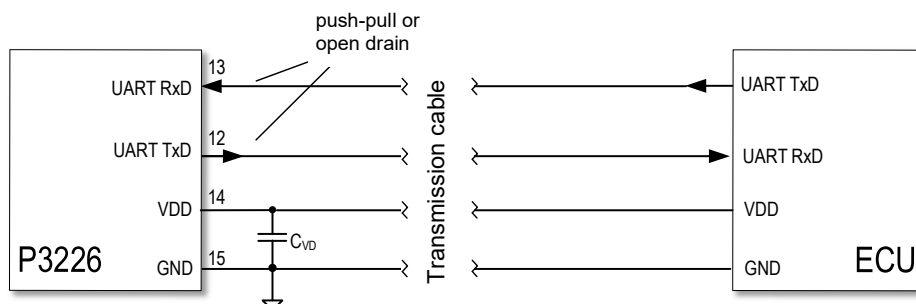 push-pull or
open drain
13
UART RxD
12
UART TxD
14
VDD
CVD
15
GND
P3226
Transmission cable
UART TxD
UART RxD
VDD
GND
ECU